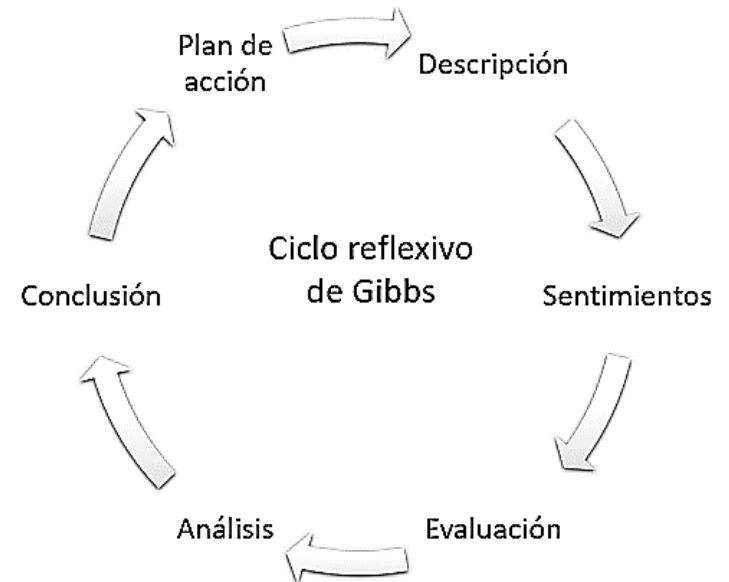 Plan de
acción
Descripción
Ciclo reflexivo
de Gibbs
Conclusión
Sentimientos
Análisis
Evaluación